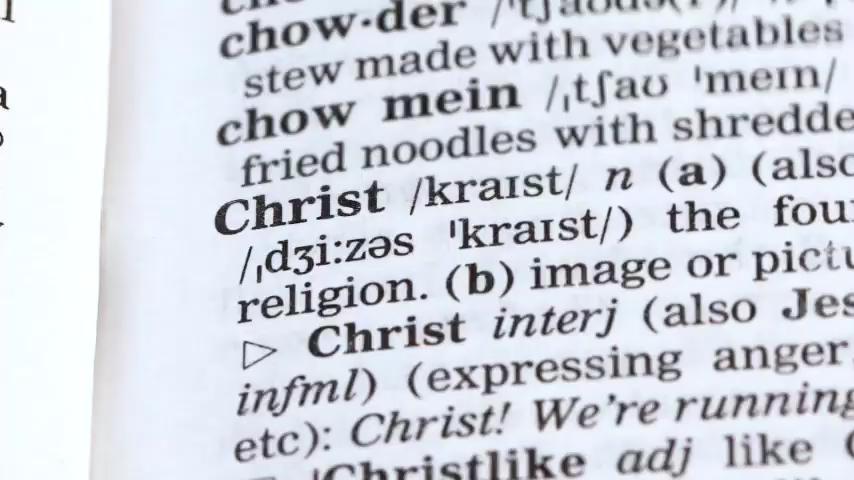 chow·der
stew made with vegetables
chow mein /ˌtʃaʊ ˈmeɪn/
fried noodles with shredde
Christ /kraɪst/ n (a) (also
/ˌdʒiːzəs ˈkraɪst/) the fou
religion. (b) image or pictu
▷ Christ interj (also Jes
infml) (expressing anger
etc): Christ! We're running
Christlike adj like